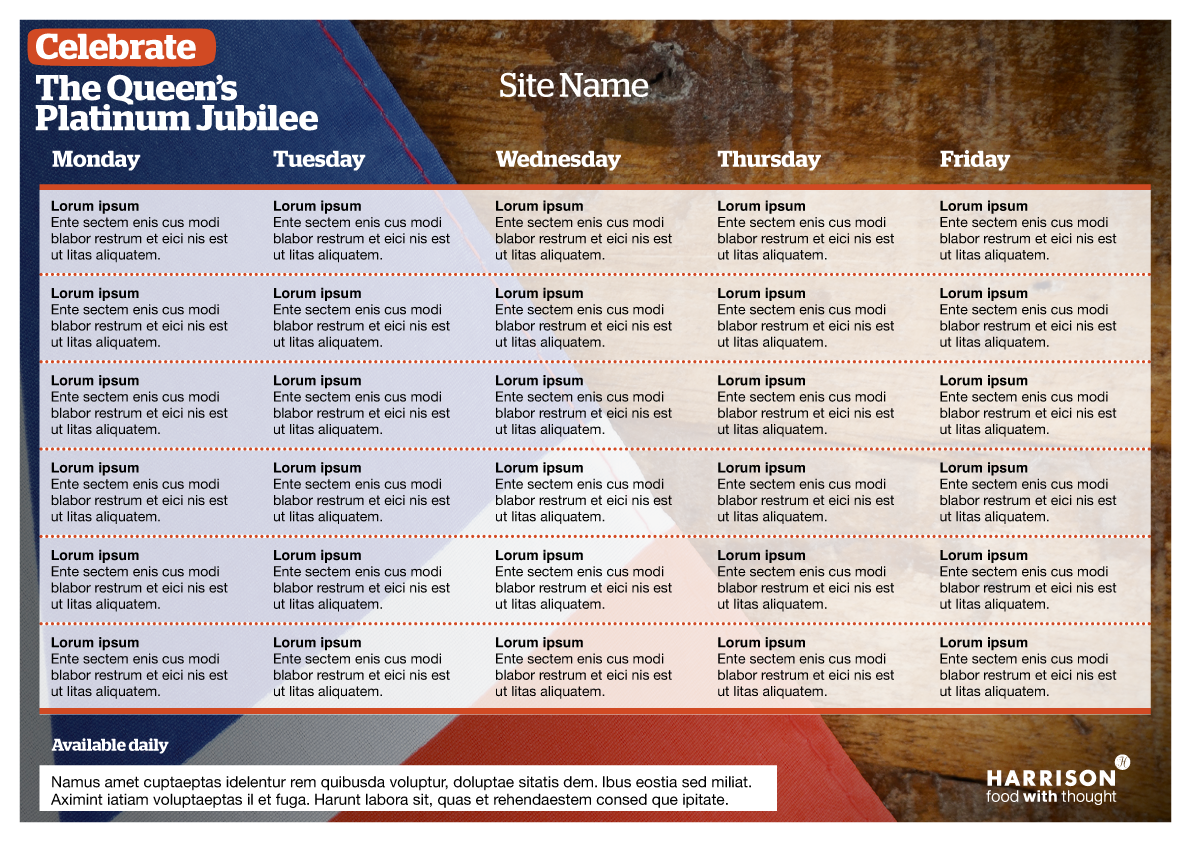 Celebrate
The Queen's
Platinum Jubilee
Site Name
Monday Tuesday Wednesday Thursday Friday
Lorum ipsum Lorum ipsum Lorum ipsum Lorum ipsum Lorum ipsum
Ente sectem enis cus modi Ente sectem enis cus modi Ente sectem enis cus modi Ente sectem enis cus modi Ente sectem enis cus modi
blabor restrum et eici nis est blabor restrum et eici nis est blabor restrum et eici nis est blabor restrum et eici nis est blabor restrum et eici nis est
ut litas aliquatem. ut litas aliquatem. ut litas aliquatem. ut litas aliquatem. ut litas aliquatem.
Lorum ipsum Lorum ipsum Lorum ipsum Lorum ipsum Lorum ipsum
Ente sectem enis cus modi Ente sectem enis cus modi Ente sectem enis cus modi Ente sectem enis cus modi Ente sectem enis cus modi
blabor restrum et eici nis est blabor restrum et eici nis est blabor restrum et eici nis est blabor restrum et eici nis est blabor restrum et eici nis est
ut litas aliquatem. ut litas aliquatem. ut litas aliquatem. ut litas aliquatem. ut litas aliquatem.
Lorum ipsum Lorum ipsum Lorum ipsum Lorum ipsum Lorum ipsum
Ente sectem enis cus modi Ente sectem enis cus modi Ente sectem enis cus modi Ente sectem enis cus modi Ente sectem enis cus modi
blabor restrum et eici nis est blabor restrum et eici nis est blabor restrum et eici nis est blabor restrum et eici nis est blabor restrum et eici nis est
ut litas aliquatem. ut litas aliquatem. ut litas aliquatem. ut litas aliquatem. ut litas aliquatem.
Lorum ipsum Lorum ipsum Lorum ipsum Lorum ipsum Lorum ipsum
Ente sectem enis cus modi Ente sectem enis cus modi Ente sectem enis cus modi Ente sectem enis cus modi Ente sectem enis cus modi
blabor restrum et eici nis est blabor restrum et eici nis est blabor restrum et eici nis est blabor restrum et eici nis est blabor restrum et eici nis est
ut litas aliquatem. ut litas aliquatem. ut litas aliquatem. ut litas aliquatem. ut litas aliquatem.
Lorum ipsum Lorum ipsum Lorum ipsum Lorum ipsum Lorum ipsum
Ente sectem enis cus modi Ente sectem enis cus modi Ente sectem enis cus modi Ente sectem enis cus modi Ente sectem enis cus modi
blabor restrum et eici nis est blabor restrum et eici nis est blabor restrum et eici nis est blabor restrum et eici nis est blabor restrum et eici nis est
ut litas aliquatem. ut litas aliquatem. ut litas aliquatem. ut litas aliquatem. ut litas aliquatem.
Lorum ipsum Lorum ipsum Lorum ipsum Lorum ipsum Lorum ipsum
Ente sectem enis cus modi Ente sectem enis cus modi Ente sectem enis cus modi Ente sectem enis cus modi Ente sectem enis cus modi
blabor restrum et eici nis est blabor restrum et eici nis est blabor restrum et eici nis est blabor restrum et eici nis est blabor restrum et eici nis est
ut litas aliquatem. ut litas aliquatem. ut litas aliquatem. ut litas aliquatem. ut litas aliquatem.
Available daily
Namus amet cuptaeptas idelentur rem quibusda voluptur, doluptae sitatis dem. Ibus eostia sed miliat.
Aximint iatiam voluptaeptas il et fuga. Harunt labora sit, quas et rehendaestem consed que ipitate.
H
HARRISON
food with thought